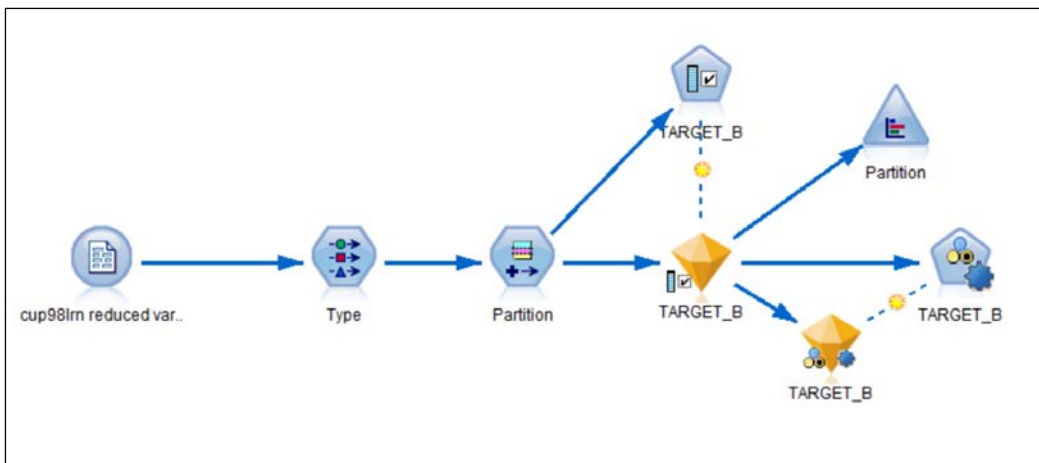 TARGET_B
Partition
cup98lrn reduced var..
Type
Partition
TARGET_B
TARGET_B
TARGET_B